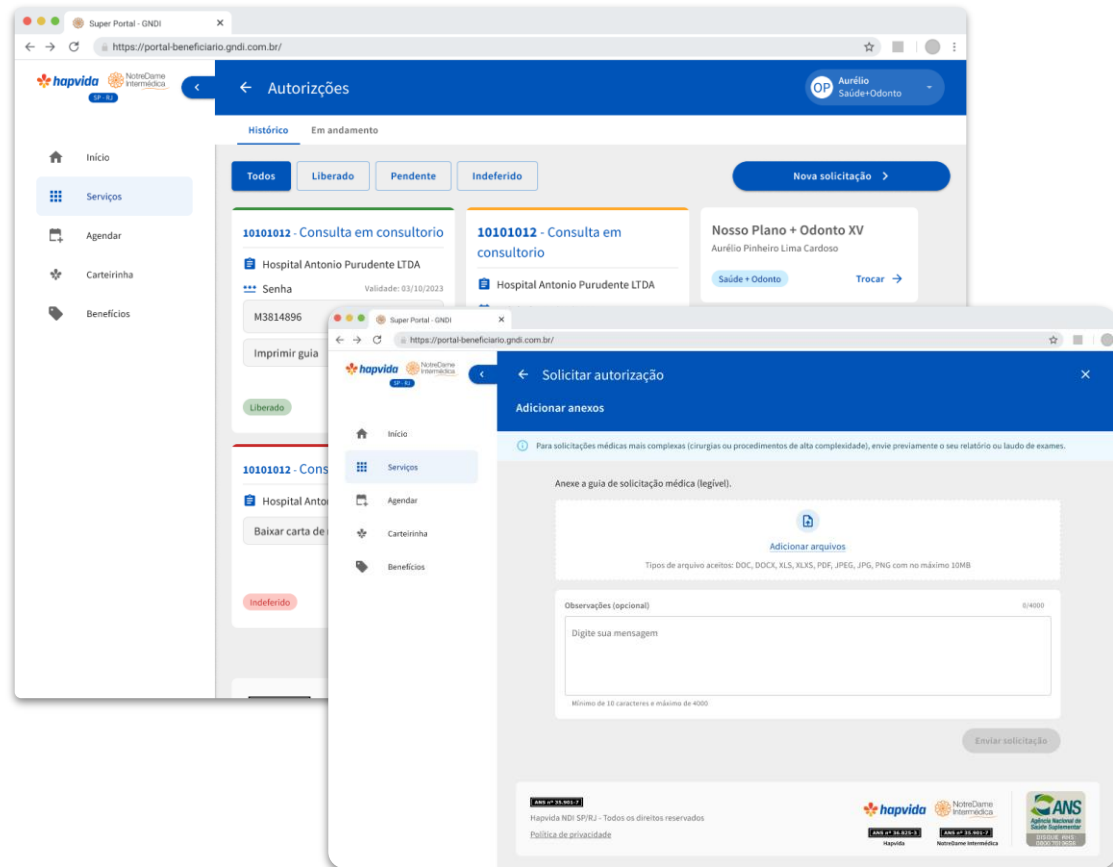 Super Portal - GNDI
https://portal-beneficiario.gndi.com.br/
hapvida NotreDame
Intermédica
SP - RJ
Autorizções
OP Aurélio
Saúde+Odonto
Histórico Em andamento
Início
Serviços
Agendar
Carteirinha
Benefícios
Todos Liberado Pendente Indeferido
Nova solicitação
10101012 - Consulta em consultorio
Hospital Antonio Purudente LTDA
Senha Validade: 03/10/2023
M3814896
Imprimir guia
Liberado
10101012 - Consulta em
consultorio
Hospital Antonio Purudente LTDA
Nosso Plano + Odonto XV
Aurélio Pinheiro Lima Cardoso
Saúde + Odonto Trocar
10101012 - Cons
Hospital Anto
Baixar carta de
Indeferido
Super Portal - GNDI
https://portal-beneficiario.gndi.com.br/
hapvida NotreDame
Intermédica
SP - RJ
Solicitar autorização
Adicionar anexos
Início
Serviços
Agendar
Carteirinha
Benefícios
Para solicitações médicas mais complexas (cirurgias ou procedimentos de alta complexidade), envie previamente o seu relatório ou laudo de exames.
Anexe a guia de solicitação médica (legível).
Adicionar arquivos
Tipos de arquivo aceitos: DOC, DOCX, XLS, XLXS, PDF, JPEG, JPG, PNG com no máximo 10MB
Observações (opcional) 0/4000
Digite sua mensagem
Mínimo de 10 caracteres e máximo de 4000
Enviar solicitação
ANS nº 35.901-7
Hapvida NDI SP/RJ - Todos os direitos reservados
Política de privacidade
hapvida
ANS nº 36.825-3
Hapvida
NotreDame
Intermédica
ANS nº 35.901-7
NotreDame Intermédica
ANS
Agência Nacional de
Saúde Suplementar
DISQUE ANS
0800 7019656